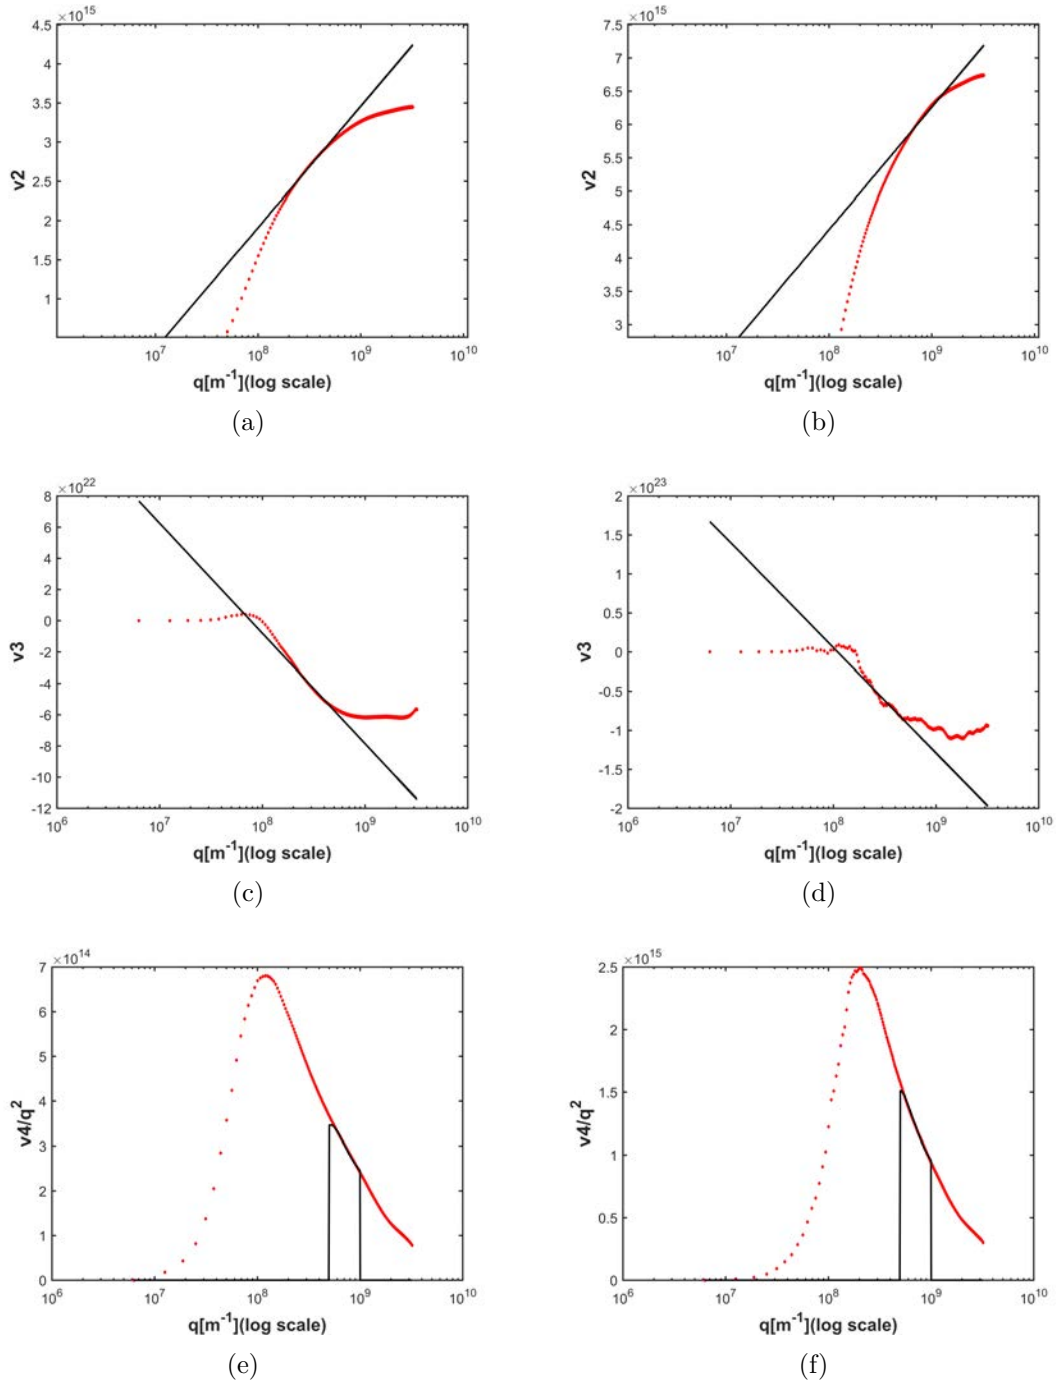 ×10^15
4.5
4
3.5
3
2.5
2
1.5
1
v2
10^7 10^8 10^9 10^10
q[m^-1](log scale)
(a)
×10^15
7.5
7
6.5
6
5.5
5
4.5
4
3.5
3
v2
10^7 10^8 10^9 10^10
q[m^-1](log scale)
(b)
×10^22
8
6
4
2
0
-2
-4
-6
-8
-10
-12
v3
10^6 10^7 10^8 10^9 10^10
q[m^-1](log scale)
(c)
×10^23
2
1.5
1
0.5
0
-0.5
-1
-1.5
-2
v3
10^6 10^7 10^8 10^9 10^10
q[m^-1](log scale)
(d)
×10^14
7
6
5
4
3
2
1
0
v4/q^2
10^6 10^7 10^8 10^9 10^10
q[m^-1](log scale)
(e)
×10^15
2.5
2
1.5
1
0.5
0
v4/q^2
10^6 10^7 10^8 10^9 10^10
q[m^-1](log scale)
(f)